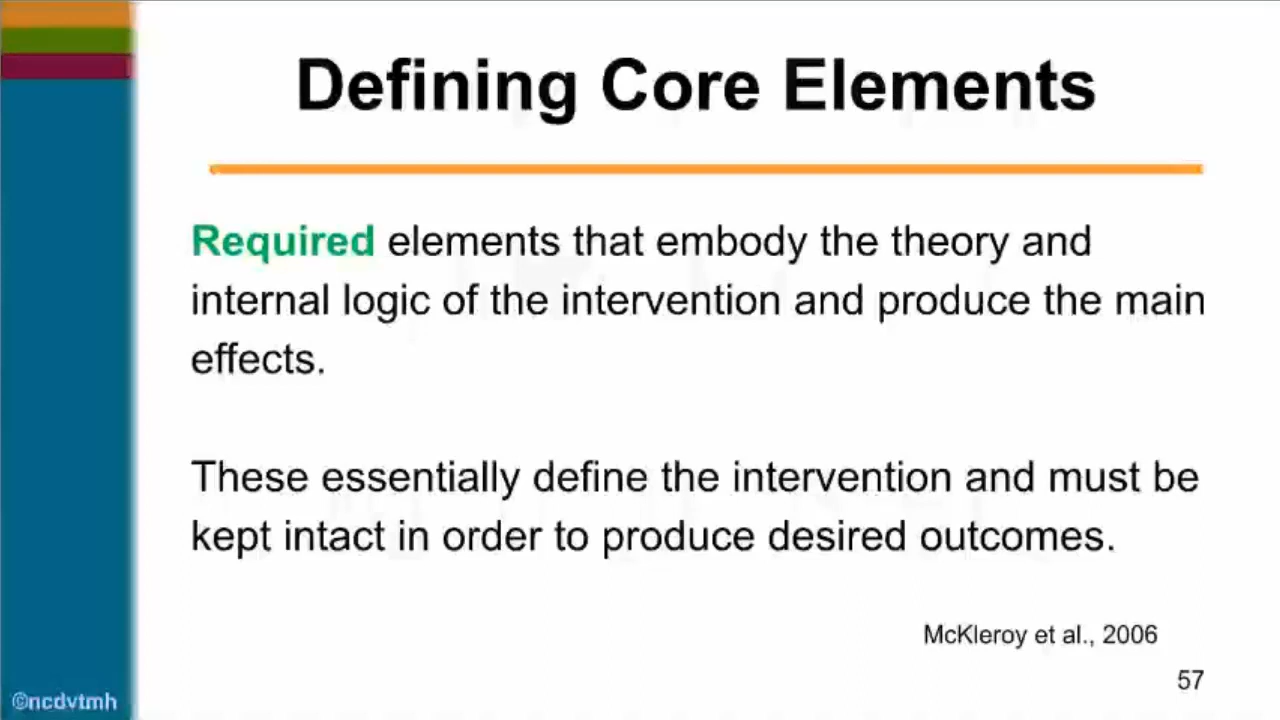 Defining Core Elements
Required elements that embody the theory and
internal logic of the intervention and produce the main
effects.
These essentially define the intervention and must be
kept intact in order to produce desired outcomes.
McKleroy et al., 2006
57
©ncdvtmh